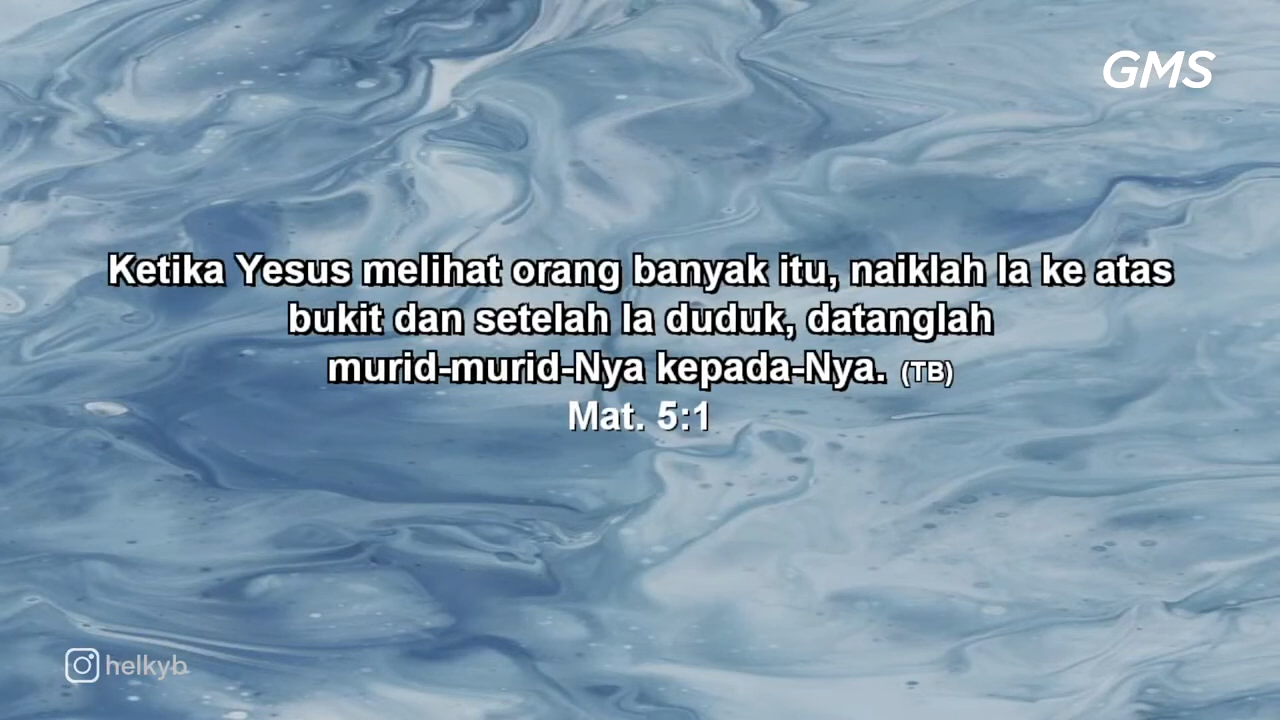 GMS
Ketika Yesus melihat orang banyak itu, naiklah Ia ke atas
bukit dan setelah Ia duduk, datanglah
murid-murid-Nya kepada-Nya. (TB)
Mat. 5:1
helkyb